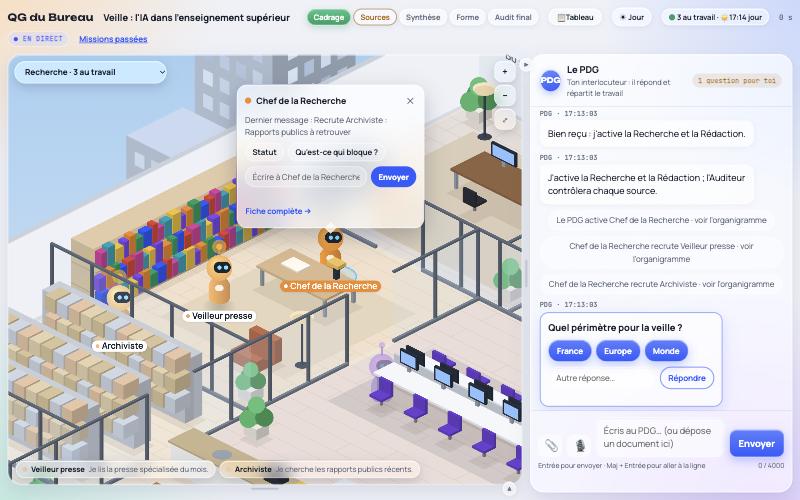 QG du Bureau
Veille : l'IA dans l'enseignement supérieur
Cadrage
Sources
Synthèse
Forme
Audit final
Tableau
Jour
3 au travail · 17:14 jour
0 s
EN DIRECT
Missions passées
Recherche · 3 au travail
+
−
Chef de la Recherche
Dernier message : Recrute Archiviste :
Rapports publics à retrouver
Statut
Qu'est-ce qui bloque ?
Écrire à Chef de la Recherche
Envoyer
Fiche complète →
Chef de la Recherche
Veilleur presse
Archiviste
Veilleur presse Je lis la presse spécialisée du mois.
Archiviste Je cherche les rapports publics récents.
PDG
Le PDG
Ton interlocuteur : il répond et
répartit le travail
1 question pour toi
PDG · 17:13:03
Bien reçu : j'active la Recherche et la Rédaction.
PDG · 17:13:03
J'active la Recherche et la Rédaction ; l'Auditeur
contrôlera chaque source.
Le PDG active Chef de la Recherche · voir l'organigramme
Chef de la Recherche recrute Veilleur presse · voir
l'organigramme
Chef de la Recherche recrute Archiviste · voir l'organigramme
PDG · 17:13:03
Quel périmètre pour la veille ?
France
Europe
Monde
Autre réponse…
Répondre
Écris au PDG… (ou dépose
un document ici)
Envoyer
Entrée pour envoyer · Maj + Entrée pour aller à la ligne
0 / 4000